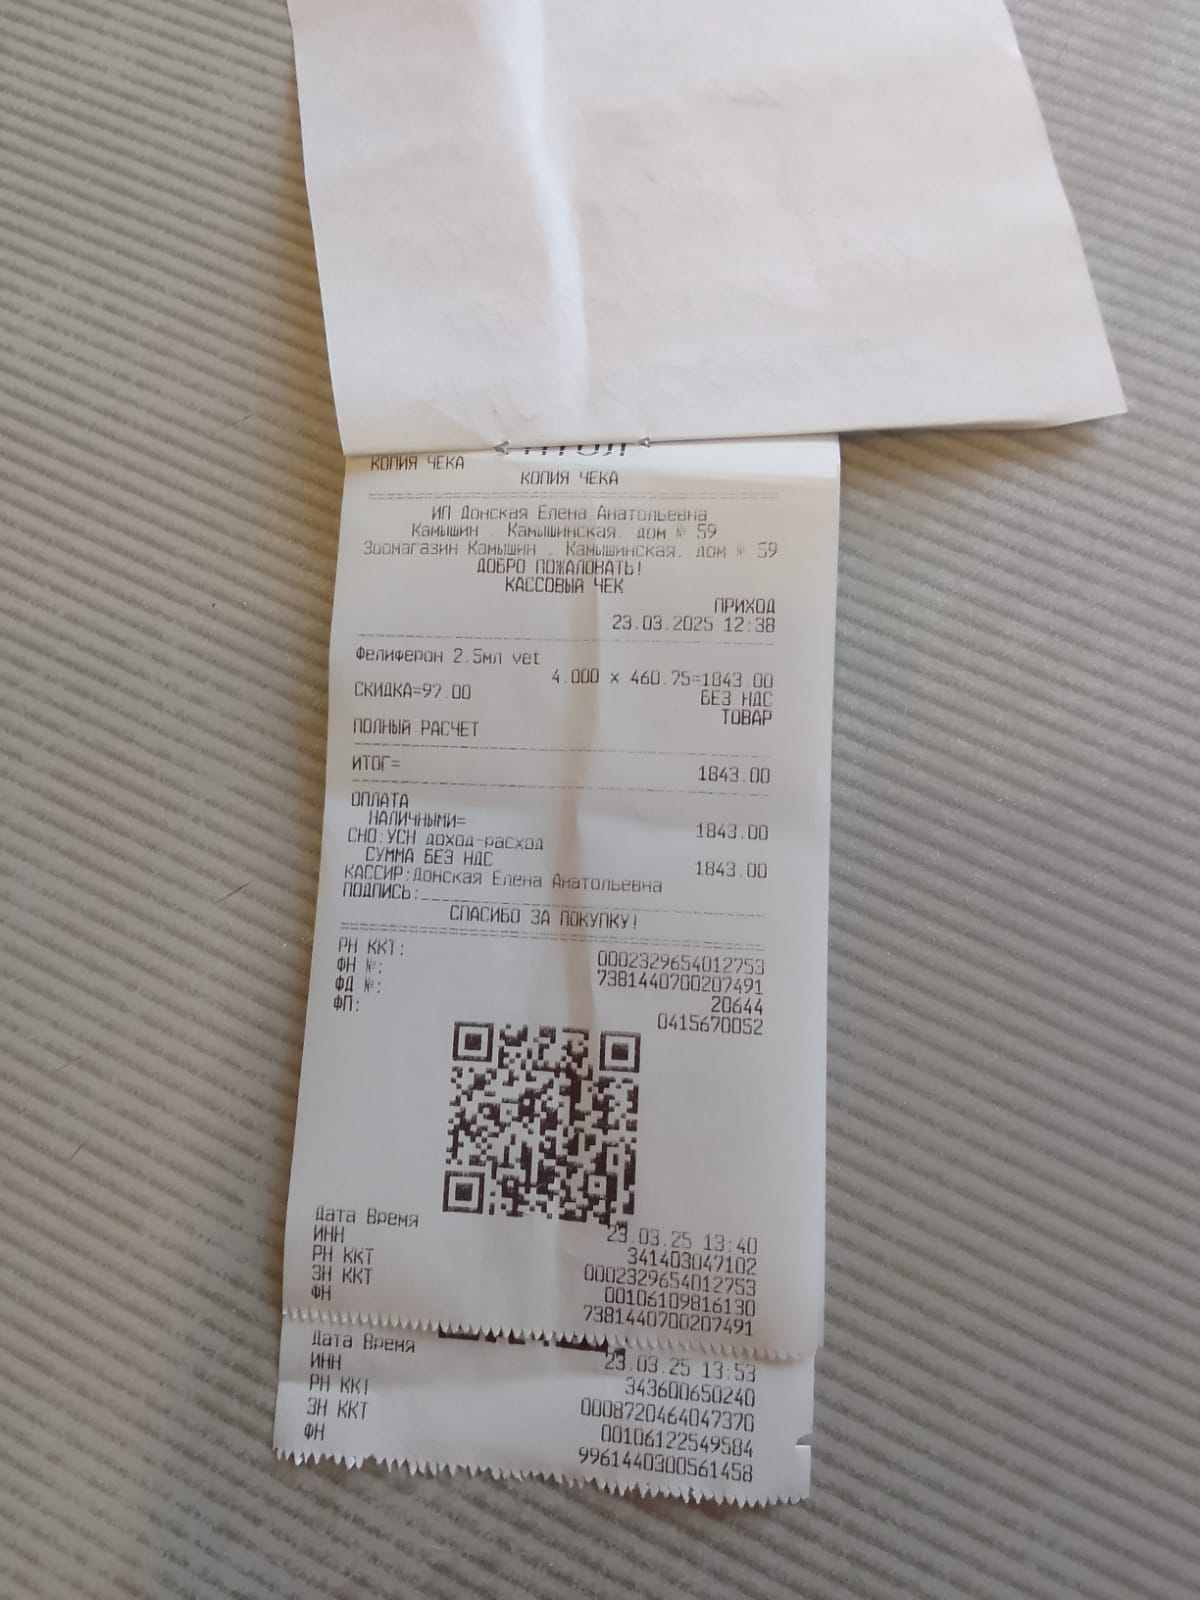 КОПИЯ ЧЕКА
КОПИЯ ЧЕКА
ИП Донская Елена Анатольевна
Камышин . Камышинская. дом № 59
Зоомагазин Камышин . Камышинская. дом № 59
ДОБРО ПОЖАЛОВАТЬ!
КАССОВЫЙ ЧЕК
ПРИХОД
23.03.2025 12:38
Фелиферон 2.5мл vet
4.000 x 460.75=1843.00
СКИДКА=97.00 БЕЗ НДС
ТОВАР
ПОЛНЫЙ РАСЧЕТ
ИТОГ= 1843.00
ОПЛАТА
НАЛИЧНЫМИ= 1843.00
СНО:УСН доход-расход
СУММА БЕЗ НДС 1843.00
КАССИР:Донская Елена Анатольевна
ПОДПИСЬ:
СПАСИБО ЗА ПОКУПКУ!
РН ККТ: 0002329654012753
ФН №: 7381440700207491
ФД №: 20644
ФП: 0415670052
Дата Время 23.03.25 13:40
ИНН 341403047102
РН ККТ 0002329654012753
ЗН ККТ 00106109816130
ФН 7381440700207491
Дата Время 23.03.25 13:53
ИНН 343600650240
РН ККТ 0008720464047370
ЗН ККТ 00106122549584
ФН 9961440300561458